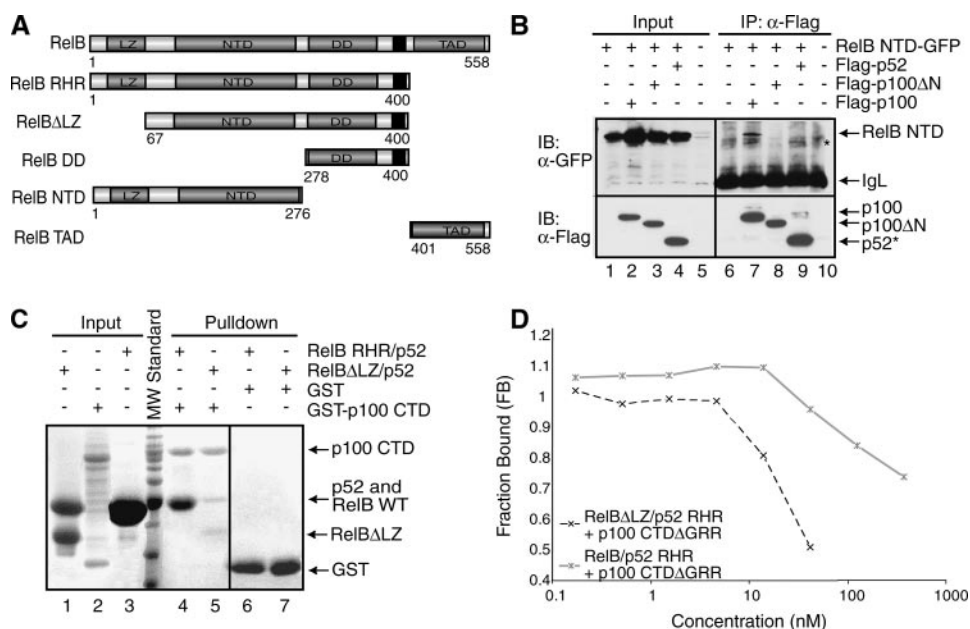 A
RelB
LZ
NTD
DD
TAD
1
558
RelB RHR
LZ
NTD
DD
1
400
RelBΔLZ
NTD
DD
67
400
RelB DD
DD
278
400
RelB NTD
LZ
NTD
1
276
RelB TAD
TAD
401
558
B
Input
IP: α-Flag
+ + + + - + + + + - RelB NTD-GFP
- - - + - - - - + - Flag-p52
- - + - - - - + - - Flag-p100ΔN
- + - - - - + - - - Flag-p100
IB:
α-GFP
RelB NTD
*
IgL
IB:
α-Flag
p100
p100ΔN
p52*
1 2 3 4 5 6 7 8 9 10
C
Input
MW Standard
Pulldown
- - + + - + - RelB RHR/p52
+ - - - + - + RelBΔLZ/p52
- - - - - + + GST
- + - + + - - GST-p100 CTD
p100 CTD
p52 and
RelB WT
RelBΔLZ
GST
1 2 3 4 5 6 7
D
Fraction Bound (FB)
1.2
1.1
1
0.9
0.8
0.7
0.6
0.5
0.4
RelBΔLZ/p52 RHR
+ p100 CTDΔGRR
RelB/p52 RHR
+ p100 CTDΔGRR
0.1 1 10 100 1000
Concentration (nM)